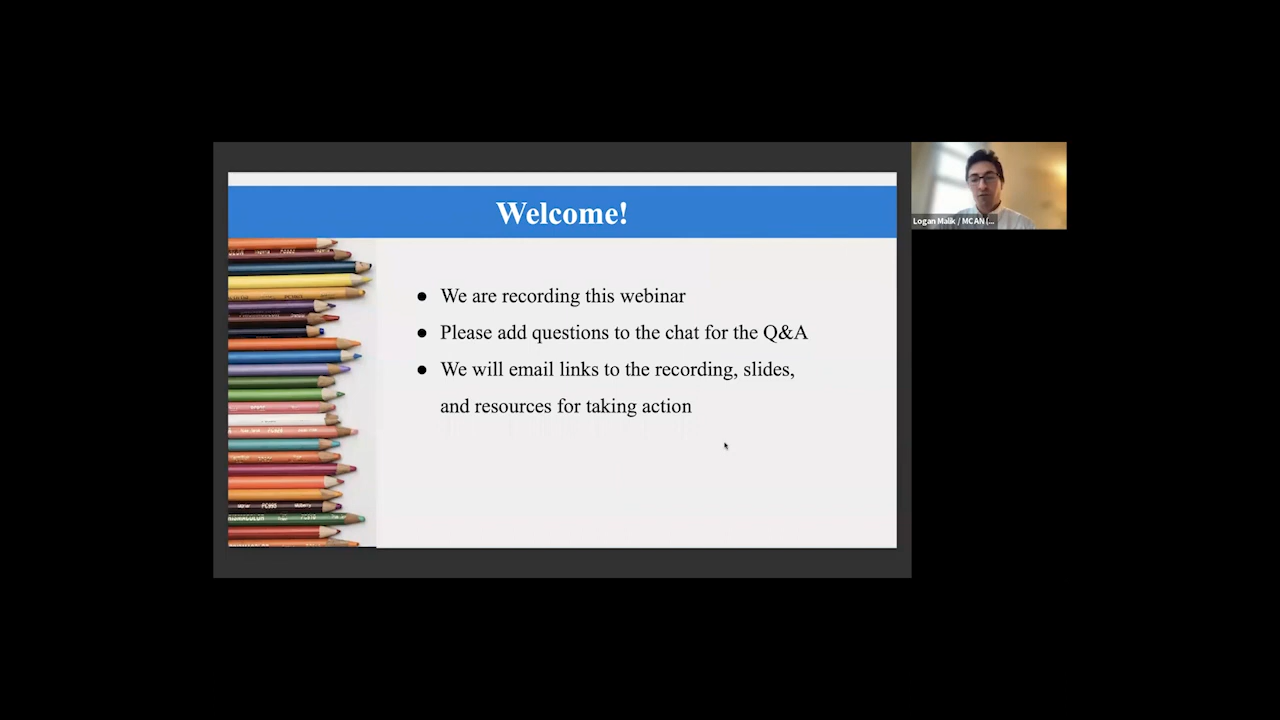 Welcome!
We are recording this webinar
Please add questions to the chat for the Q&A
We will email links to the recording, slides,
and resources for taking action
Logan Malik / MCAN (...